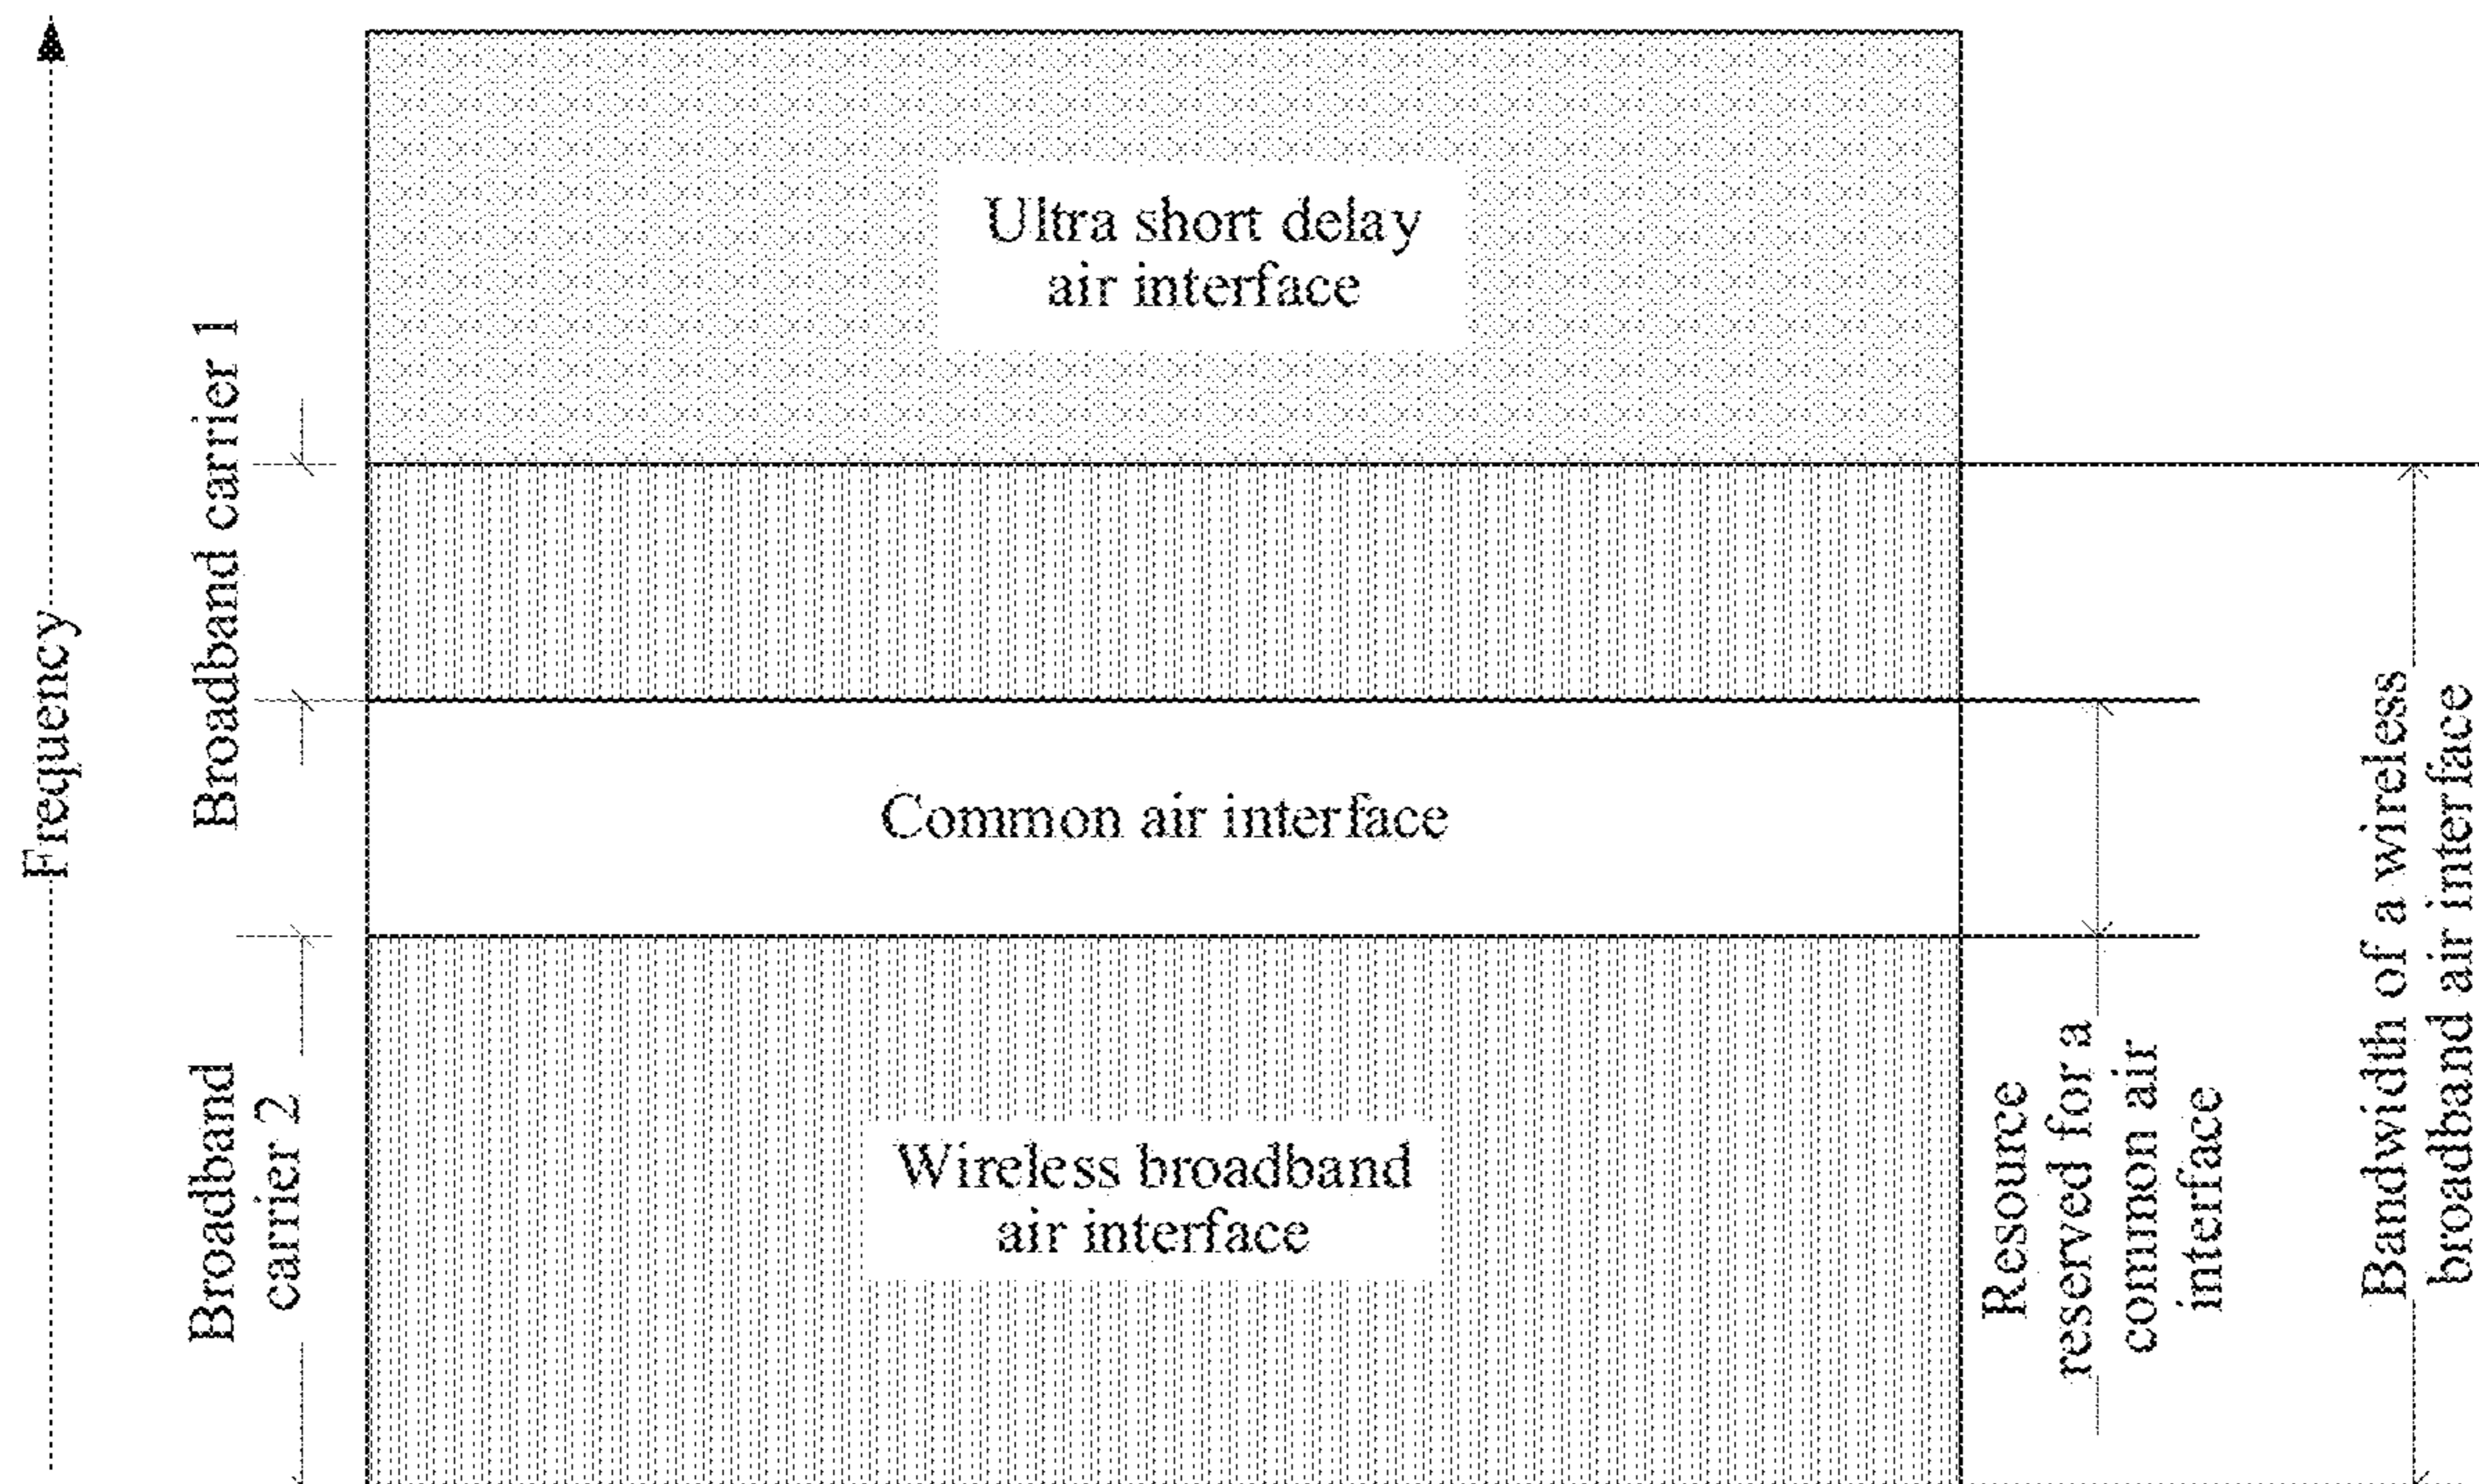 Frequency
Broadband carrier 1
Broadband
carrier 2
Ultra short delay
air interface
Common air interface
Wireless broadband
air interface
Resource
reserved for a
common air
interface
Bandwidth of a wireless
broadband air interface